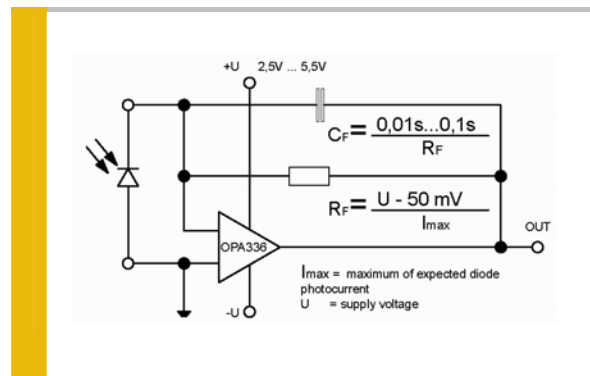 +U 2,5V ... 5,5V
CF= 0,01s...0,1s
RF
RF= U - 50 mV
Imax
OUT
OPA336
Imax = maximum of expected diode
photocurrent
U = supply voltage
-U